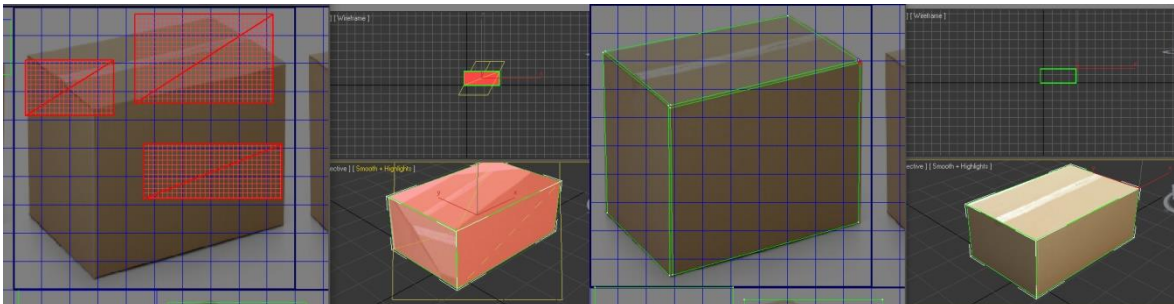 [ Wireframe ]
ective ] [ Smooth + Highlights ]
[ Wireframe ]
ective ] [ Smooth + Highlights ]